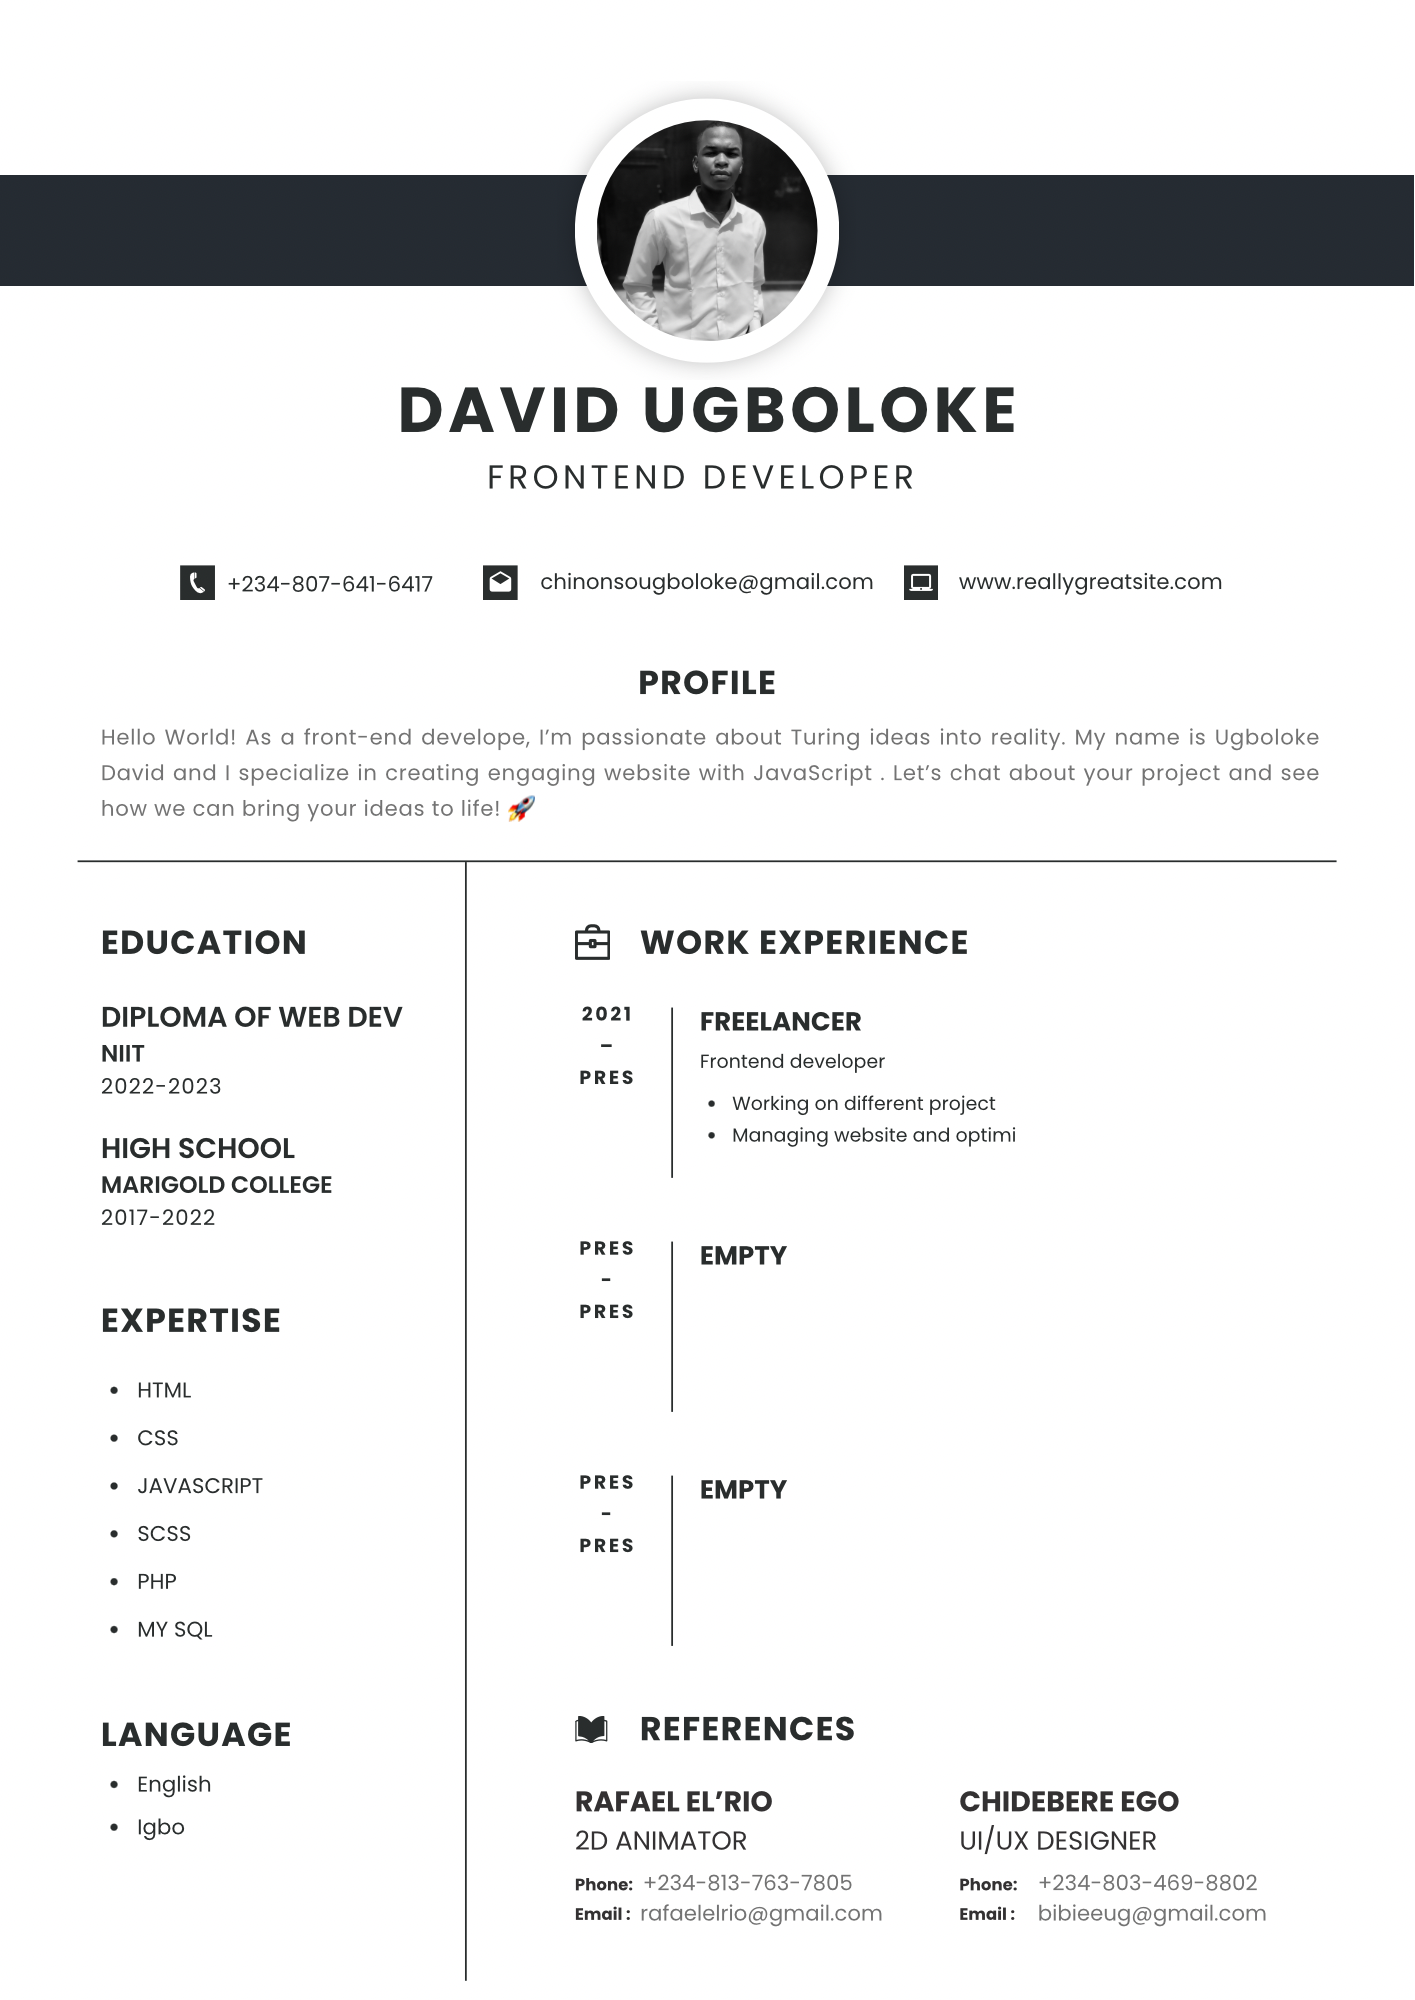 DAVID UGBOLOKE
FRONTEND DEVELOPER
+234-807-641-6417
chinonsougboloke@gmail.com
www.reallygreatsite.com
PROFILE
Hello World! As a front-end develope, I’m passionate about Turing ideas into reality. My name is Ugboloke
David and I specialize in creating engaging website with JavaScript . Let’s chat about your project and see
how we can bring your ideas to life! 🚀
EDUCATION
DIPLOMA OF WEB DEV
NIIT
2022-2023
HIGH SCHOOL
MARIGOLD COLLEGE
2017-2022
EXPERTISE
• HTML
• CSS
• JAVASCRIPT
• SCSS
• PHP
• MY SQL
LANGUAGE
• English
• Igbo
WORK EXPERIENCE
2021
–
PRES
FREELANCER
Frontend developer
• Working on different project
• Managing website and optimi
PRES
-
PRES
EMPTY
PRES
-
PRES
EMPTY
REFERENCES
RAFAEL EL’RIO
2D ANIMATOR
Phone: +234-813-763-7805
Email : rafaelelrio@gmail.com
CHIDEBERE EGO
UI/UX DESIGNER
Phone: +234-803-469-8802
Email : bibieeug@gmail.com